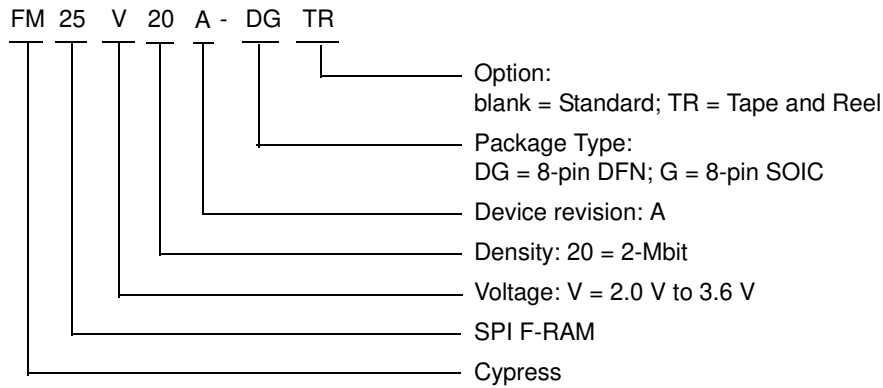 FM 25 V 20 A - DG TR
Option:
blank = Standard; TR = Tape and Reel
Package Type:
DG = 8-pin DFN; G = 8-pin SOIC
Device revision: A
Density: 20 = 2-Mbit
Voltage: V = 2.0 V to 3.6 V
SPI F-RAM
Cypress